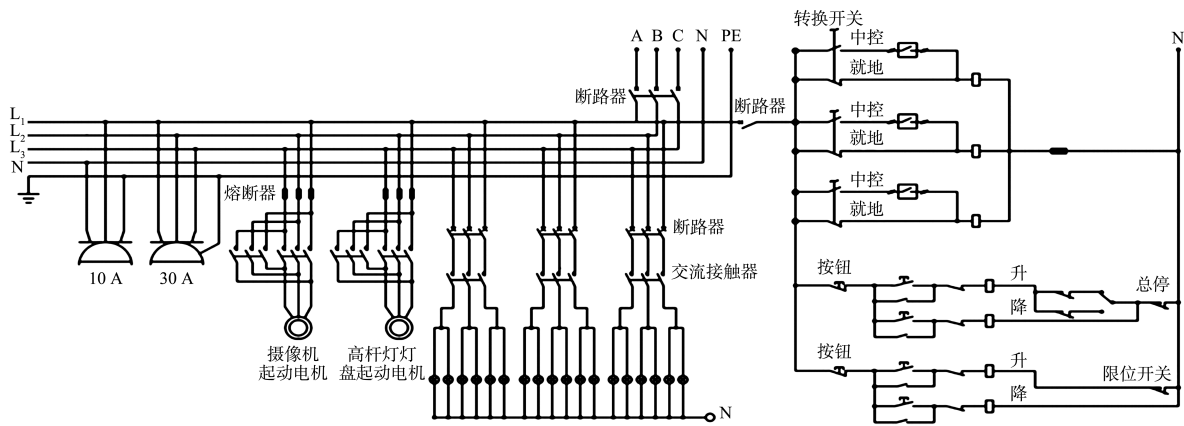 转换开关
A B C N PE
N
中控
就地
断路器
断路器
L₁
L₂
L₃
N
中控
就地
熔断器
中控
就地
断路器
交流接触器
10 A
30 A
按钮
升
总停
降
摄像机
起动电机
高杆灯灯
盘起动电机
按钮
升
限位开关
降
N